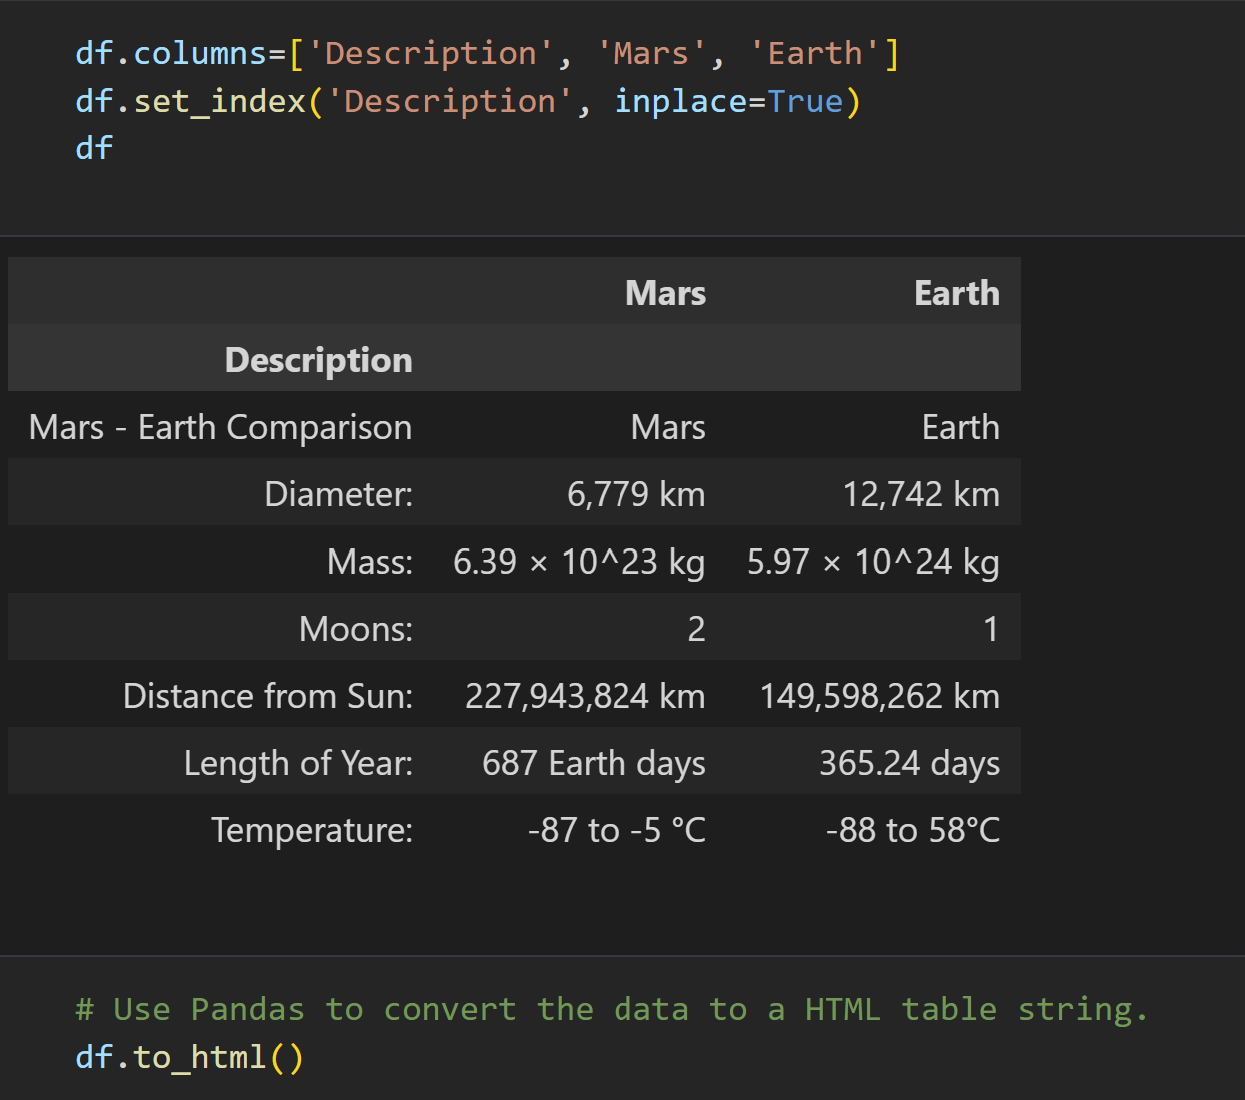 df.columns=['Description', 'Mars', 'Earth']
df.set_index('Description', inplace=True)
df
Mars Earth
Description
Mars - Earth Comparison Mars Earth
Diameter: 6,779 km 12,742 km
Mass: 6.39 × 10^23 kg 5.97 × 10^24 kg
Moons: 2 1
Distance from Sun: 227,943,824 km 149,598,262 km
Length of Year: 687 Earth days 365.24 days
Temperature: -87 to -5 °C -88 to 58°C
# Use Pandas to convert the data to a HTML table string.
df.to_html()